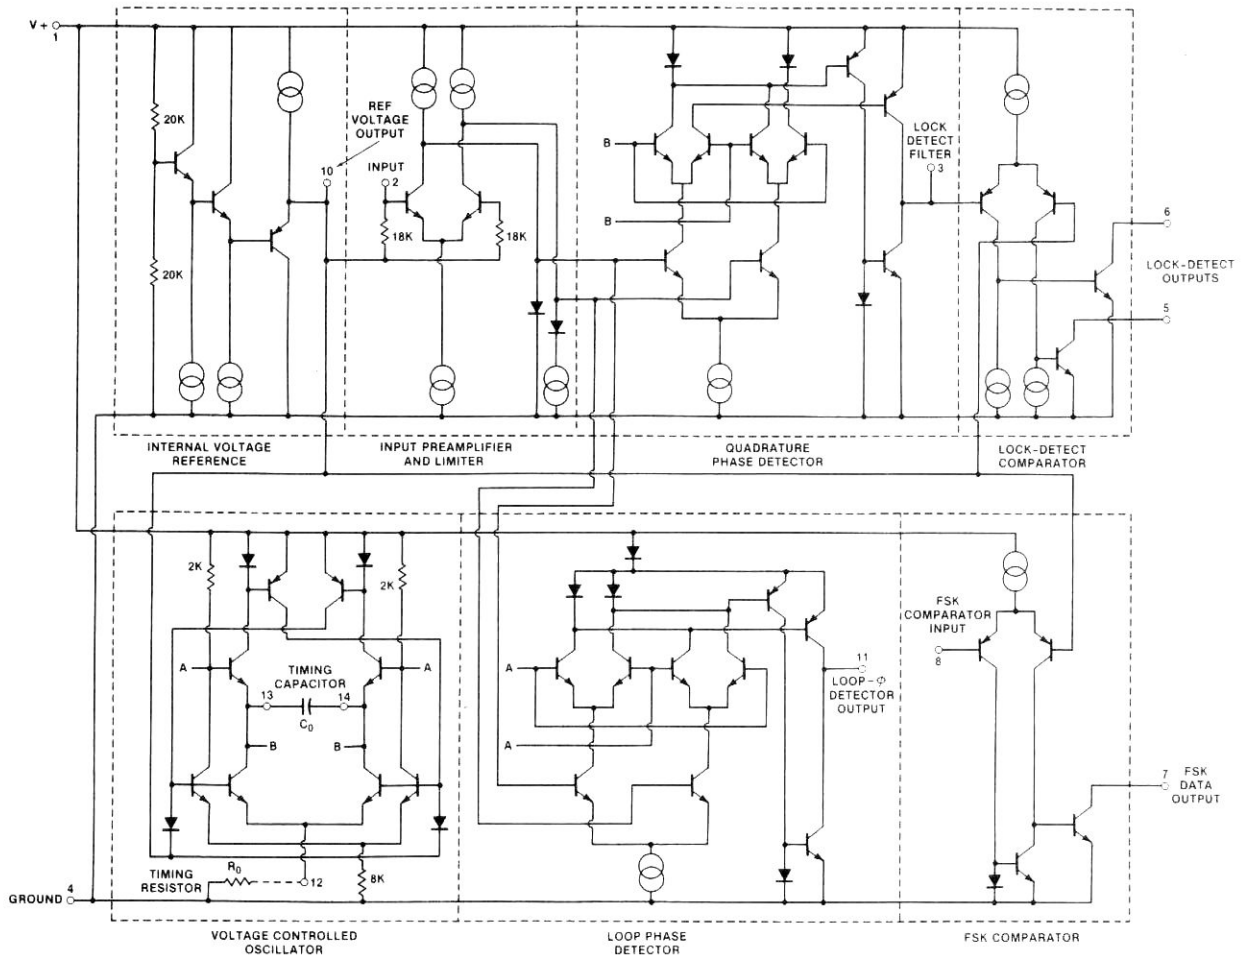 V+
1
20K
20K
REF
VOLTAGE
OUTPUT
10
INPUT
2
18K
18K
B
B
LOCK
DETECT
FILTER
3
6
LOCK-DETECT
OUTPUTS
5
INTERNAL VOLTAGE
REFERENCE
INPUT PREAMPLIFIER
AND LIMITER
QUADRATURE
PHASE DETECTOR
LOCK-DETECT
COMPARATOR
2K
2K
A
A
TIMING
CAPACITOR
13
14
C₀
B
B
TIMING
RESISTOR
R₀
12
8K
A
A
11
LOOP-ϕ
DETECTOR
OUTPUT
FSK
COMPARATOR
INPUT
8
7
FSK
DATA
OUTPUT
GROUND
4
VOLTAGE CONTROLLED
OSCILLATOR
LOOP PHASE
DETECTOR
FSK COMPARATOR